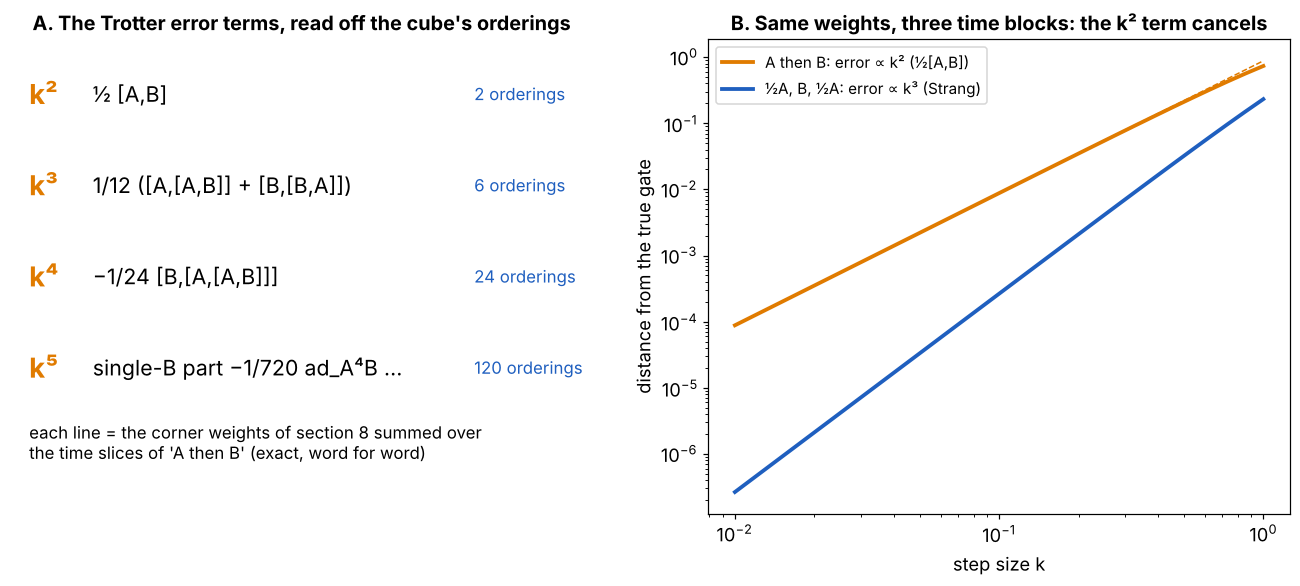 A. The Trotter error terms, read off the cube's orderings
k² ½ [A,B] 2 orderings
k³ 1/12 ([A,[A,B]] + [B,[B,A]]) 6 orderings
k⁴ −1/24 [B,[A,[A,B]]] 24 orderings
k⁵ single-B part −1/720 ad_A⁴B ... 120 orderings
each line = the corner weights of section 8 summed over
the time slices of 'A then B' (exact, word for word)
B. Same weights, three time blocks: the k² term cancels
A then B: error ∝ k² (½[A,B])
½A, B, ½A: error ∝ k³ (Strang)
distance from the true gate
10⁰
10⁻¹
10⁻²
10⁻³
10⁻⁴
10⁻⁵
10⁻⁶
10⁻² 10⁻¹ 10⁰
step size k